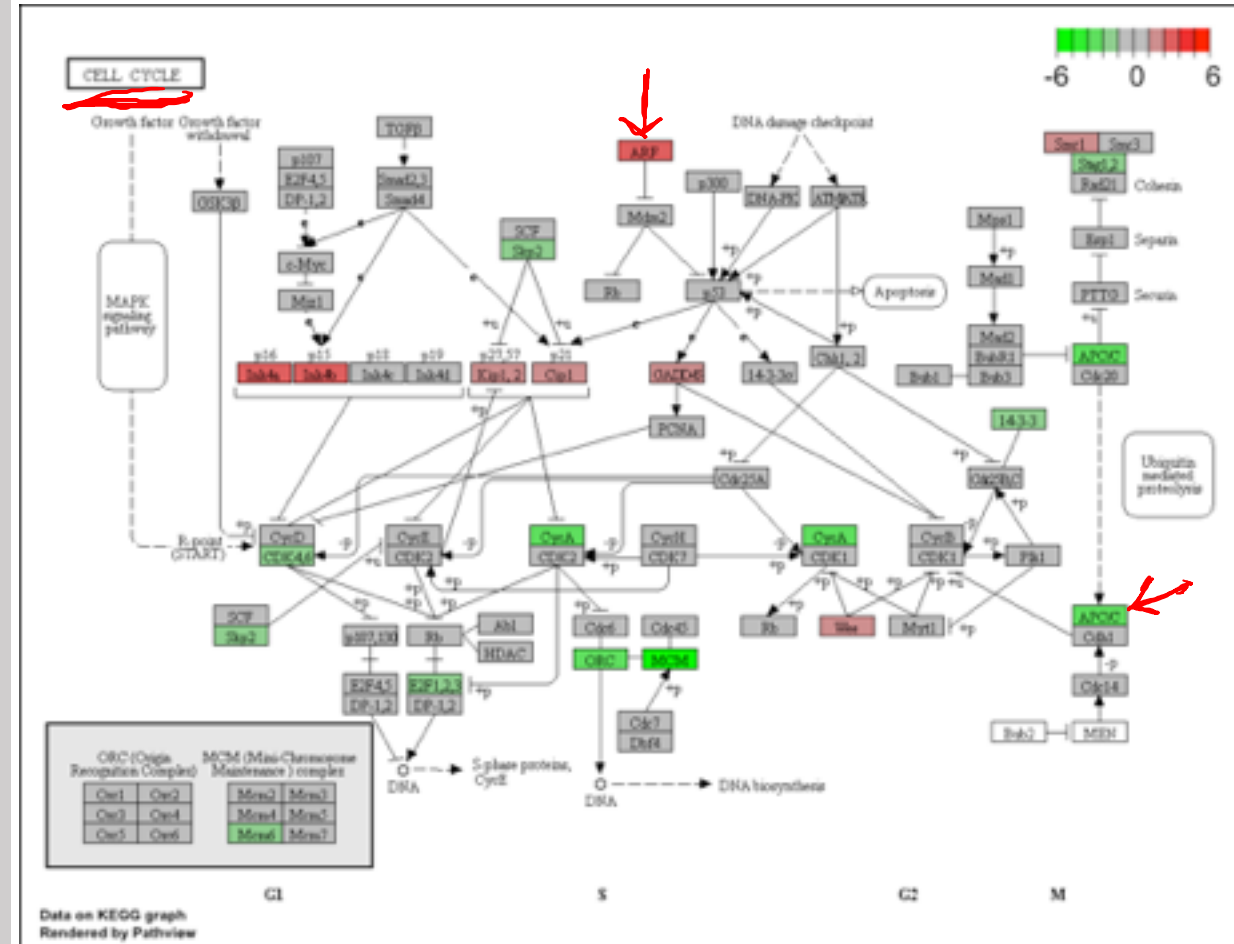 CELL CYCLE
-6 0 6
Growth factor
Growth factor
withdrawal
TGFβ
ARF
DNA damage checkpoint
Smc1 Smc3
Stag1,2
Rad21
Cohesin
p107
E2F4,5
DP-1,2
Smad2,3
Smad4
GSK3β
p300
DNA-PK
ATMATR
Mdm2
SCF
Skp2
Mps1
Esp1
Separin
c-Myc
Miz1
Rb
p53
Apoptosis
Mad1
PTTG
Securin
MAPK
signaling
pathway
Mad2
BubR1
Bub3
Bub1
APC/C
Cdc20
p16 p15 p18 p19
Ink4a Ink4b Ink4c Ink4d
p27,57 p21
Kip1, 2 Cip1
GADD45
14-3-3σ
Chk1, 2
14-3-3
PCNA
Cdc25A
Cdc25B/C
Ubiquitin
mediated
proteolysis
R-point
(START)
CycD
CDK4,6
CycE
CDK2
CycA
CDK2
CycH
CDK7
CycA
CDK1
CycB
CDK1
Plk1
SCF
Skp2
p107,130
Rb
Abl
HDAC
Cdc6
Cdc45
Rb
Wee
Myt1
APC/C
Cdh1
ORC
MCM
E2F4,5
DP-1,2
E2F1,2,3
DP-1,2
Cdc7
Dbf4
Cdc14
Bub2
MEN
DNA
S-phase proteins,
CycE
DNA
DNA biosynthesis
ORC (Origin
Recognition Complex)
MCM (Mini-Chromosome
Maintenance) complex
Orc1 Orc2
Orc3 Orc4
Orc5 Orc6
Mcm2 Mcm3
Mcm4 Mcm5
Mcm6 Mcm7
G1 S G2 M
Data on KEGG graph
Rendered by Pathview